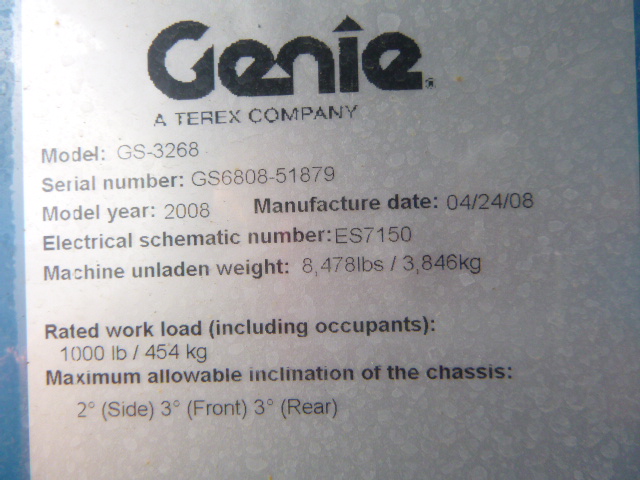 Genie
A TEREX COMPANY
Model: GS-3268
Serial number: GS6808-51879
Model year: 2008 Manufacture date: 04/24/08
Electrical schematic number:ES7150
Machine unladen weight: 8,478lbs / 3,846kg
Rated work load (including occupants):
1000 lb / 454 kg
Maximum allowable inclination of the chassis:
2° (Side) 3° (Front) 3° (Rear)